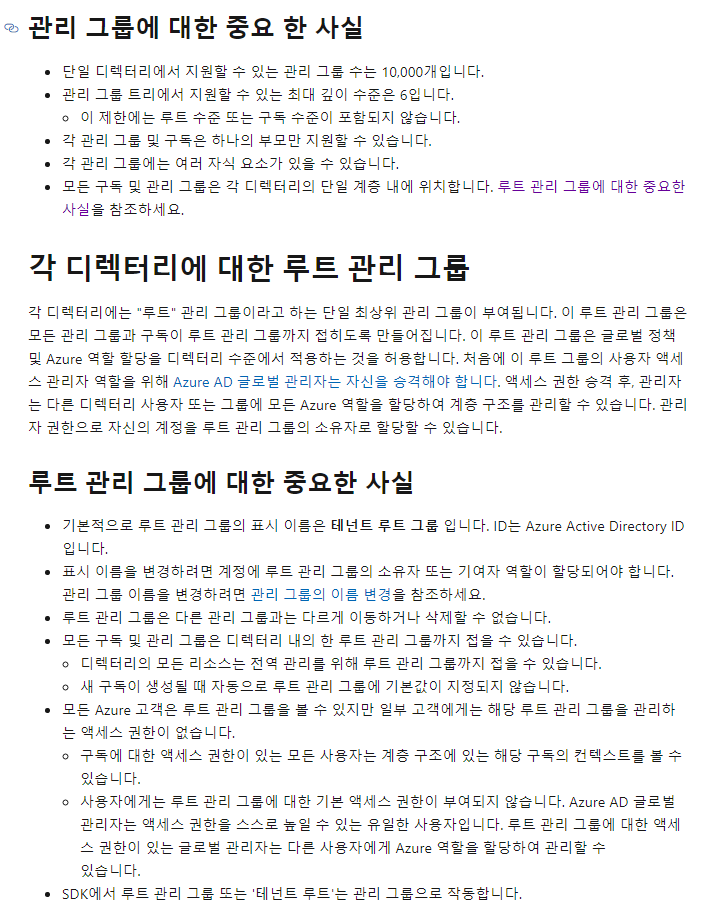 관리 그룹에 대한 중요 한 사실
단일 디렉터리에서 지원할 수 있는 관리 그룹 수는 10,000개입니다.
관리 그룹 트리에서 지원할 수 있는 최대 깊이 수준은 6입니다.
이 제한에는 루트 수준 또는 구독 수준이 포함되지 않습니다.
각 관리 그룹 및 구독은 하나의 부모만 지원할 수 있습니다.
각 관리 그룹에는 여러 자식 요소가 있을 수 있습니다.
모든 구독 및 관리 그룹은 각 디렉터리의 단일 계층 내에 위치합니다. 루트 관리 그룹에 대한 중요한
사실을 참조하세요.
각 디렉터리에 대한 루트 관리 그룹
각 디렉터리에는 "루트" 관리 그룹이라고 하는 단일 최상위 관리 그룹이 부여됩니다. 이 루트 관리 그룹은
모든 관리 그룹과 구독이 루트 관리 그룹까지 접히도록 만들어집니다. 이 루트 관리 그룹은 글로벌 정책
및 Azure 역할 할당을 디렉터리 수준에서 적용하는 것을 허용합니다. 처음에 이 루트 그룹의 사용자 액세
스 관리자 역할을 위해 Azure AD 글로벌 관리자는 자신을 승격해야 합니다. 액세스 권한 승격 후, 관리자
는 다른 디렉터리 사용자 또는 그룹에 모든 Azure 역할을 할당하여 계층 구조를 관리할 수 있습니다. 관리
자 권한으로 자신의 계정을 루트 관리 그룹의 소유자로 할당할 수 있습니다.
루트 관리 그룹에 대한 중요한 사실
기본적으로 루트 관리 그룹의 표시 이름은 테넌트 루트 그룹 입니다. ID는 Azure Active Directory ID
입니다.
표시 이름을 변경하려면 계정에 루트 관리 그룹의 소유자 또는 기여자 역할이 할당되어야 합니다.
관리 그룹 이름을 변경하려면 관리 그룹의 이름 변경을 참조하세요.
루트 관리 그룹은 다른 관리 그룹과는 다르게 이동하거나 삭제할 수 없습니다.
모든 구독 및 관리 그룹은 디렉터리 내의 한 루트 관리 그룹까지 접을 수 있습니다.
디렉터리의 모든 리소스는 전역 관리를 위해 루트 관리 그룹까지 접을 수 있습니다.
새 구독이 생성될 때 자동으로 루트 관리 그룹에 기본값이 지정되지 않습니다.
모든 Azure 고객은 루트 관리 그룹을 볼 수 있지만 일부 고객에게는 해당 루트 관리 그룹을 관리하
는 액세스 권한이 없습니다.
구독에 대한 액세스 권한이 있는 모든 사용자는 계층 구조에 있는 해당 구독의 컨텍스트를 볼 수
있습니다.
사용자에게는 루트 관리 그룹에 대한 기본 액세스 권한이 부여되지 않습니다. Azure AD 글로벌
관리자는 액세스 권한을 스스로 높일 수 있는 유일한 사용자입니다. 루트 관리 그룹에 대한 액세
스 권한이 있는 글로벌 관리자는 다른 사용자에게 Azure 역할을 할당하여 관리할 수
있습니다.
SDK에서 루트 관리 그룹 또는 '테넌트 루트'는 관리 그룹으로 작동합니다.